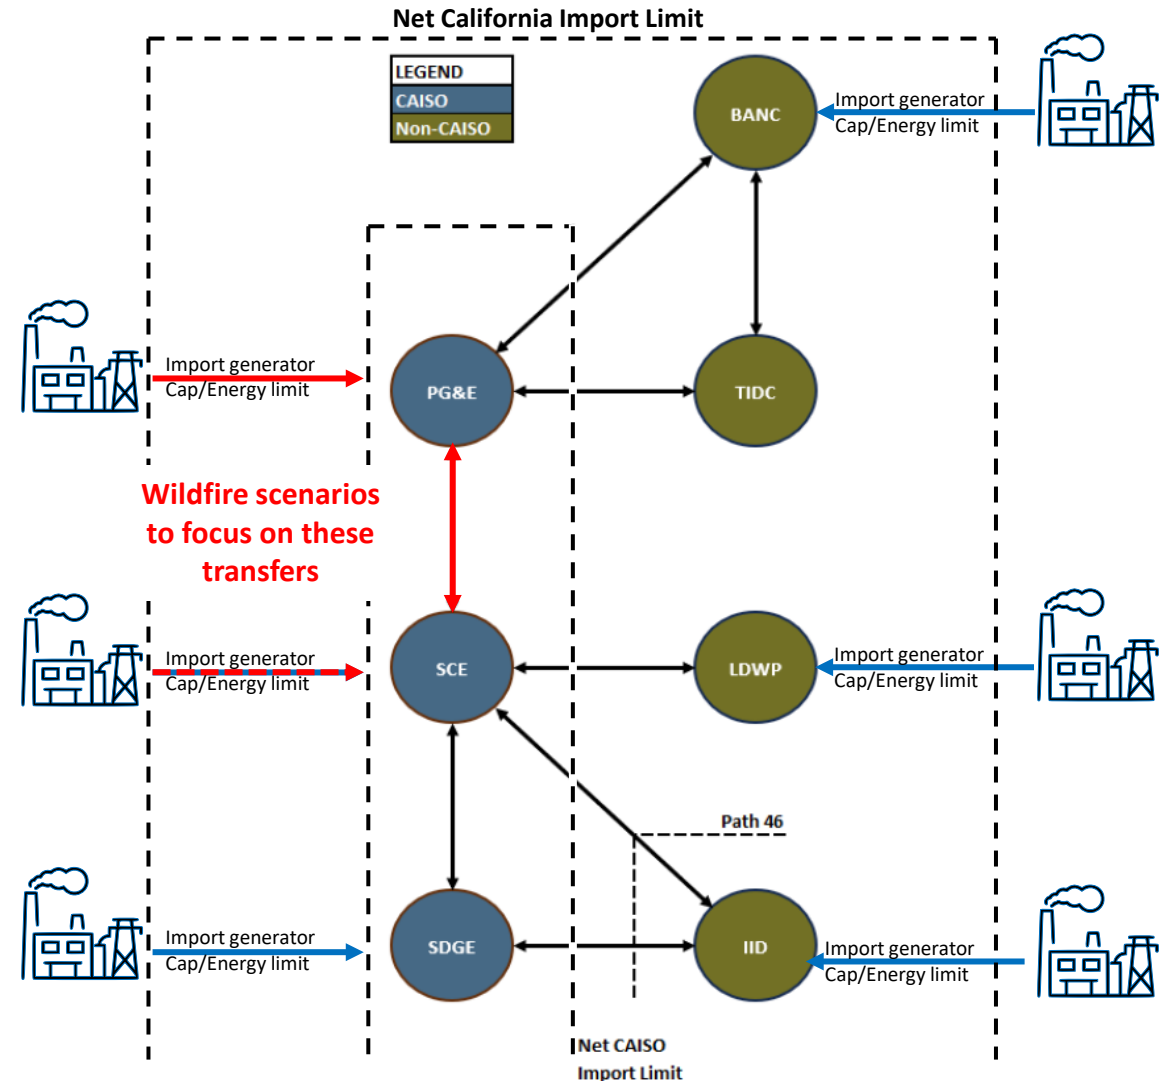 Net California Import Limit
LEGEND
CAISO
Non-CAISO
BANC
Import generator
Cap/Energy limit
Import generator
Cap/Energy limit
PG&E
TIDC
Wildfire scenarios
to focus on these
transfers
Import generator
Cap/Energy limit
SCE
LDWP
Import generator
Cap/Energy limit
Path 46
Import generator
Cap/Energy limit
SDGE
IID
Import generator
Cap/Energy limit
Net CAISO
Import Limit